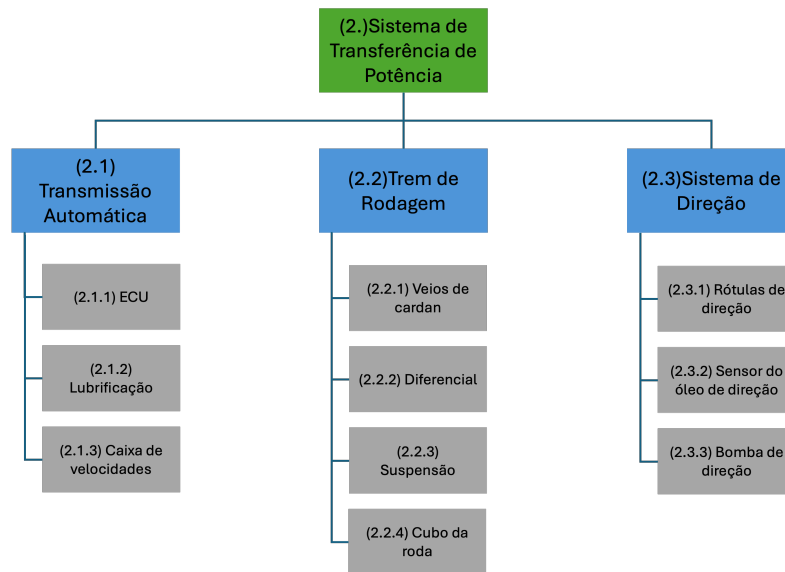 (2.)Sistema de
Transferência de
Potência
(2.1)
Transmissão
Automática
(2.2)Trem de
Rodagem
(2.3)Sistema de
Direção
(2.1.1) ECU
(2.1.2)
Lubrificação
(2.1.3) Caixa de
velocidades
(2.2.1) Veios de
cardan
(2.2.2) Diferencial
(2.2.3)
Suspensão
(2.2.4) Cubo da
roda
(2.3.1) Rótulas de
direção
(2.3.2) Sensor do
óleo de direção
(2.3.3) Bomba de
direção